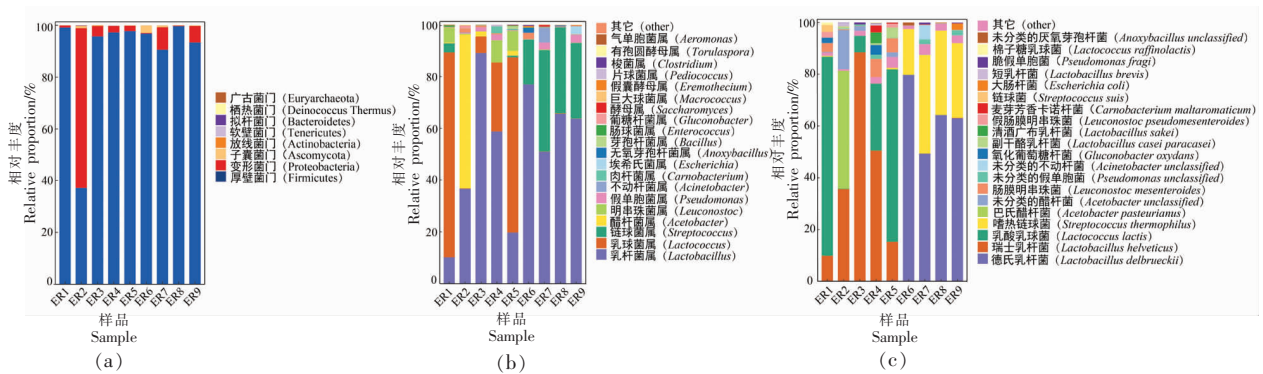 100
80
60
40
20
0
相对丰度
Relative proportion/%
ER1 ER2 ER3 ER4 ER5 ER6 ER7 ER8 ER9
样品
Sample
(a)
广古菌门(Euryarchaeota)
栖热菌门(Deinococcus Thermus)
拟杆菌门(Bacteroidetes)
软壁菌门(Tenericutes)
放线菌门(Actinobacteria)
子囊菌门(Ascomycota)
变形菌门(Proteobacteria)
厚壁菌门(Firmicutes)
100
80
60
40
20
0
相对丰度
Relative proportion/%
ER1 ER2 ER3 ER4 ER5 ER6 ER7 ER8 ER9
样品
Sample
(b)
其它(other)
气单胞菌属(Aeromonas)
有孢圆酵母属(Torulaspora)
梭菌属(Clostridium)
片球菌属(Pediococcus)
假囊酵母属(Eremothecium)
巨大球菌属(Macrococcus)
酵母属(Saccharomyces)
葡糖杆菌属(Gluconobacter)
肠球菌属(Enterococcus)
芽孢杆菌属(Bacillus)
无氧芽孢杆菌属(Anoxybacillus)
埃希氏菌属(Escherichia)
肉杆菌属(Carnobacterium)
不动杆菌属(Acinetobacter)
假单胞菌属(Pseudomonas)
明串珠菌属(Leuconostoc)
醋杆菌属(Acetobacter)
链球菌属(Streptococcus)
乳球菌属(Lactococcus)
乳杆菌属(Lactobacillus)
100
80
60
40
20
0
相对丰度
Relative proportion/%
ER1 ER2 ER3 ER4 ER5 ER6 ER7 ER8 ER9
样品
Sample
(c)
其它(other)
未分类的厌氧芽孢杆菌(Anoxybacillus unclassified)
棉子糖乳球菌(Lactococcus raffinolactis)
脆假单胞菌(Pseudomonas fragi)
短乳杆菌(Lactobacillus brevis)
大肠杆菌(Escherichia coli)
链球菌(Streptococcus suis)
麦芽芳香卡诺杆菌(Carnobacterium maltaromaticum)
假肠膜明串珠菌(Leuconostoc pseudomesenteroides)
清酒广布乳杆菌(Lactobacillus sakei)
副干酪乳杆菌(Lactobacillus casei paracasei)
氧化葡萄糖杆菌(Gluconobacter oxydans)
未分类的不动杆菌(Acinetobacter unclassified)
未分类的假单胞菌(Pseudomonas unclassified)
肠膜明串珠菌(Leuconostoc mesenteroides)
未分类的醋杆菌(Acetobacter unclassified)
巴氏醋杆菌(Acetobacter pasteurianus)
嗜热链球菌(Streptococcus thermophilus)
乳酸乳球菌(Lactococcus lactis)
瑞士乳杆菌(Lactobacillus helveticus)
德氏乳杆菌(Lactobacillus delbrueckii)